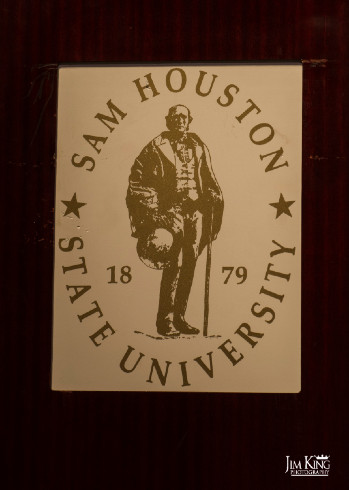 SAM HOUSTON
18 79
STATE UNIVERSITY
JIM KING
PHOTOGRAPHY